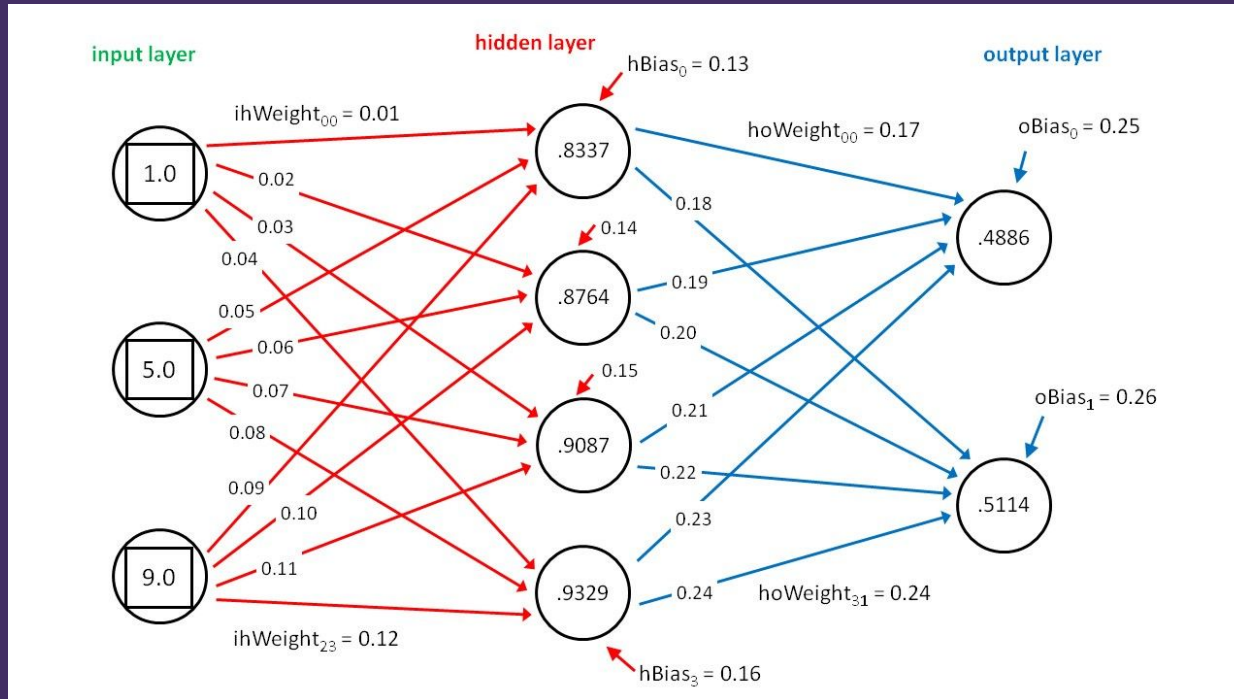 input layer
hidden layer
output layer
hBias₀ = 0.13
ihWeight₀₀ = 0.01
hoWeight₀₀ = 0.17
oBias₀ = 0.25
1.0
.8337
0.02
0.03
0.04
0.18
0.14
.4886
0.19
.8764
0.05
0.06
0.20
5.0
0.07
0.15
0.08
0.21
oBias₁ = 0.26
.9087
0.22
0.09
0.10
0.23
.5114
0.11
9.0
.9329
0.24
hoWeight₃₁ = 0.24
ihWeight₂₃ = 0.12
hBias₃ = 0.16